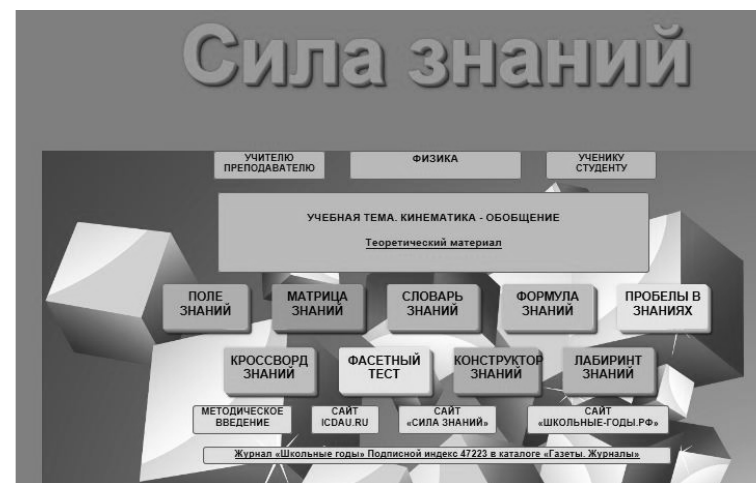 Сила знаний
УЧИТЕЛЮ
ПРЕПОДАВАТЕЛЮ
ФИЗИКА
УЧЕНИКУ
СТУДЕНТУ
УЧЕБНАЯ ТЕМА. КИНЕМАТИКА - ОБОБЩЕНИЕ
Теоретический материал
ПОЛЕ
ЗНАНИЙ
МАТРИЦА
ЗНАНИЙ
СЛОВАРЬ
ЗНАНИЙ
ФОРМУЛА
ЗНАНИЙ
ПРОБЕЛЫ В
ЗНАНИЯХ
КРОССВОРД
ЗНАНИЙ
ФАСЕТНЫЙ
ТЕСТ
КОНСТРУКТОР
ЗНАНИЙ
ЛАБИРИНТ
ЗНАНИЙ
МЕТОДИЧЕСКОЕ
ВВЕДЕНИЕ
САЙТ
ICDAU.RU
САЙТ
«СИЛА ЗНАНИЙ»
САЙТ
«ШКОЛЬНЫЕ-ГОДЫ.РФ»
Журнал «Школьные годы» Подписной индекс 47223 в каталоге «Газеты. Журналы»